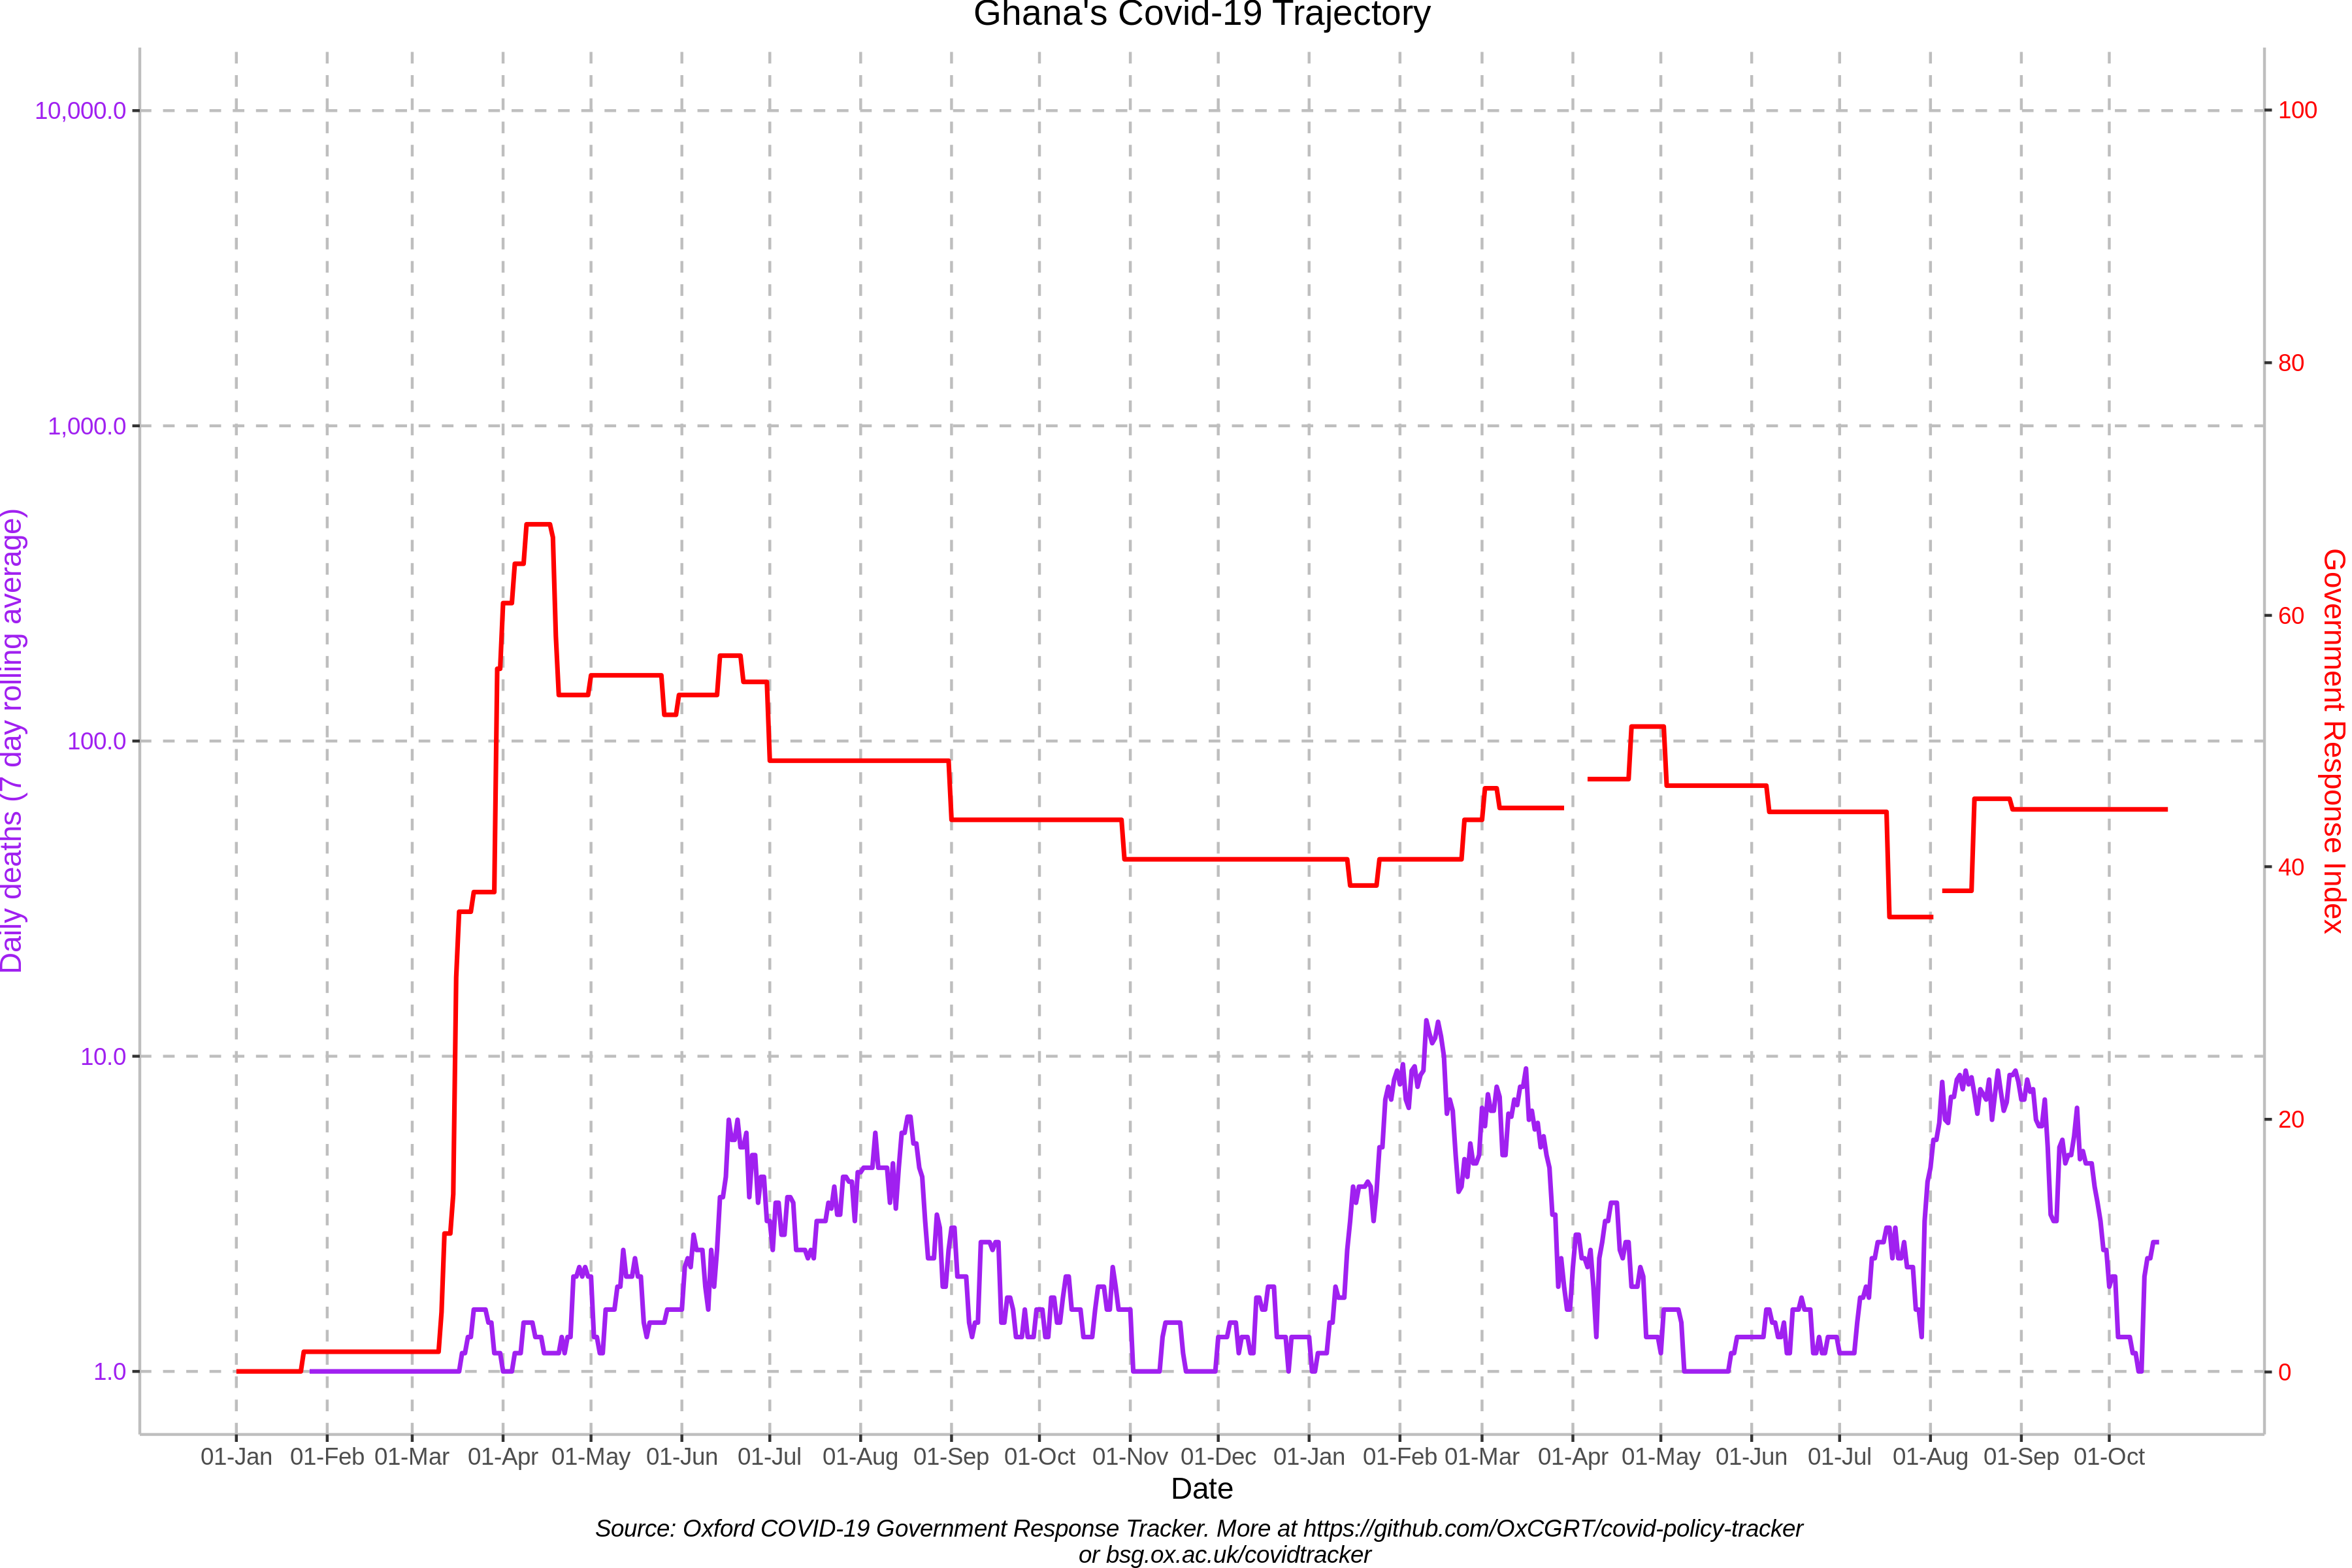 Ghana's Covid-19 Trajectory
10,000.0
1,000.0
100.0
10.0
1.0
Daily deaths (7 day rolling average)
100
80
60
40
20
0
Government Response Index
01-Jan 01-Feb 01-Mar 01-Apr 01-May 01-Jun 01-Jul 01-Aug 01-Sep 01-Oct 01-Nov 01-Dec 01-Jan 01-Feb 01-Mar 01-Apr 01-May 01-Jun 01-Jul 01-Aug 01-Sep 01-Oct
Date
Source: Oxford COVID-19 Government Response Tracker. More at https://github.com/OxCGRT/covid-policy-tracker
or bsg.ox.ac.uk/covidtracker